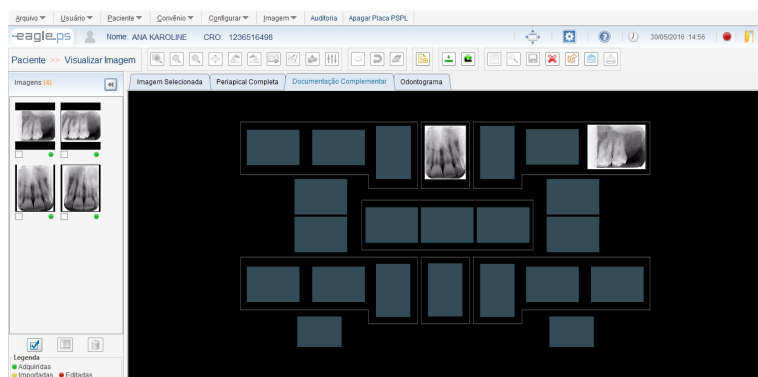 Arquivo Usuário Paciente Convênio Configurar Imagem Auditoria Apagar Placa PSPL
eagle.ps Nome: ANA KAROLINE CRO: 1236516498 30/05/2016 14:56
Paciente >> Visualizar Imagem
Imagens (4)
Imagem Selecionada Periapical Completa Documentação Complementar Odontograma
Legenda
Adquiridas
Importadas Editadas